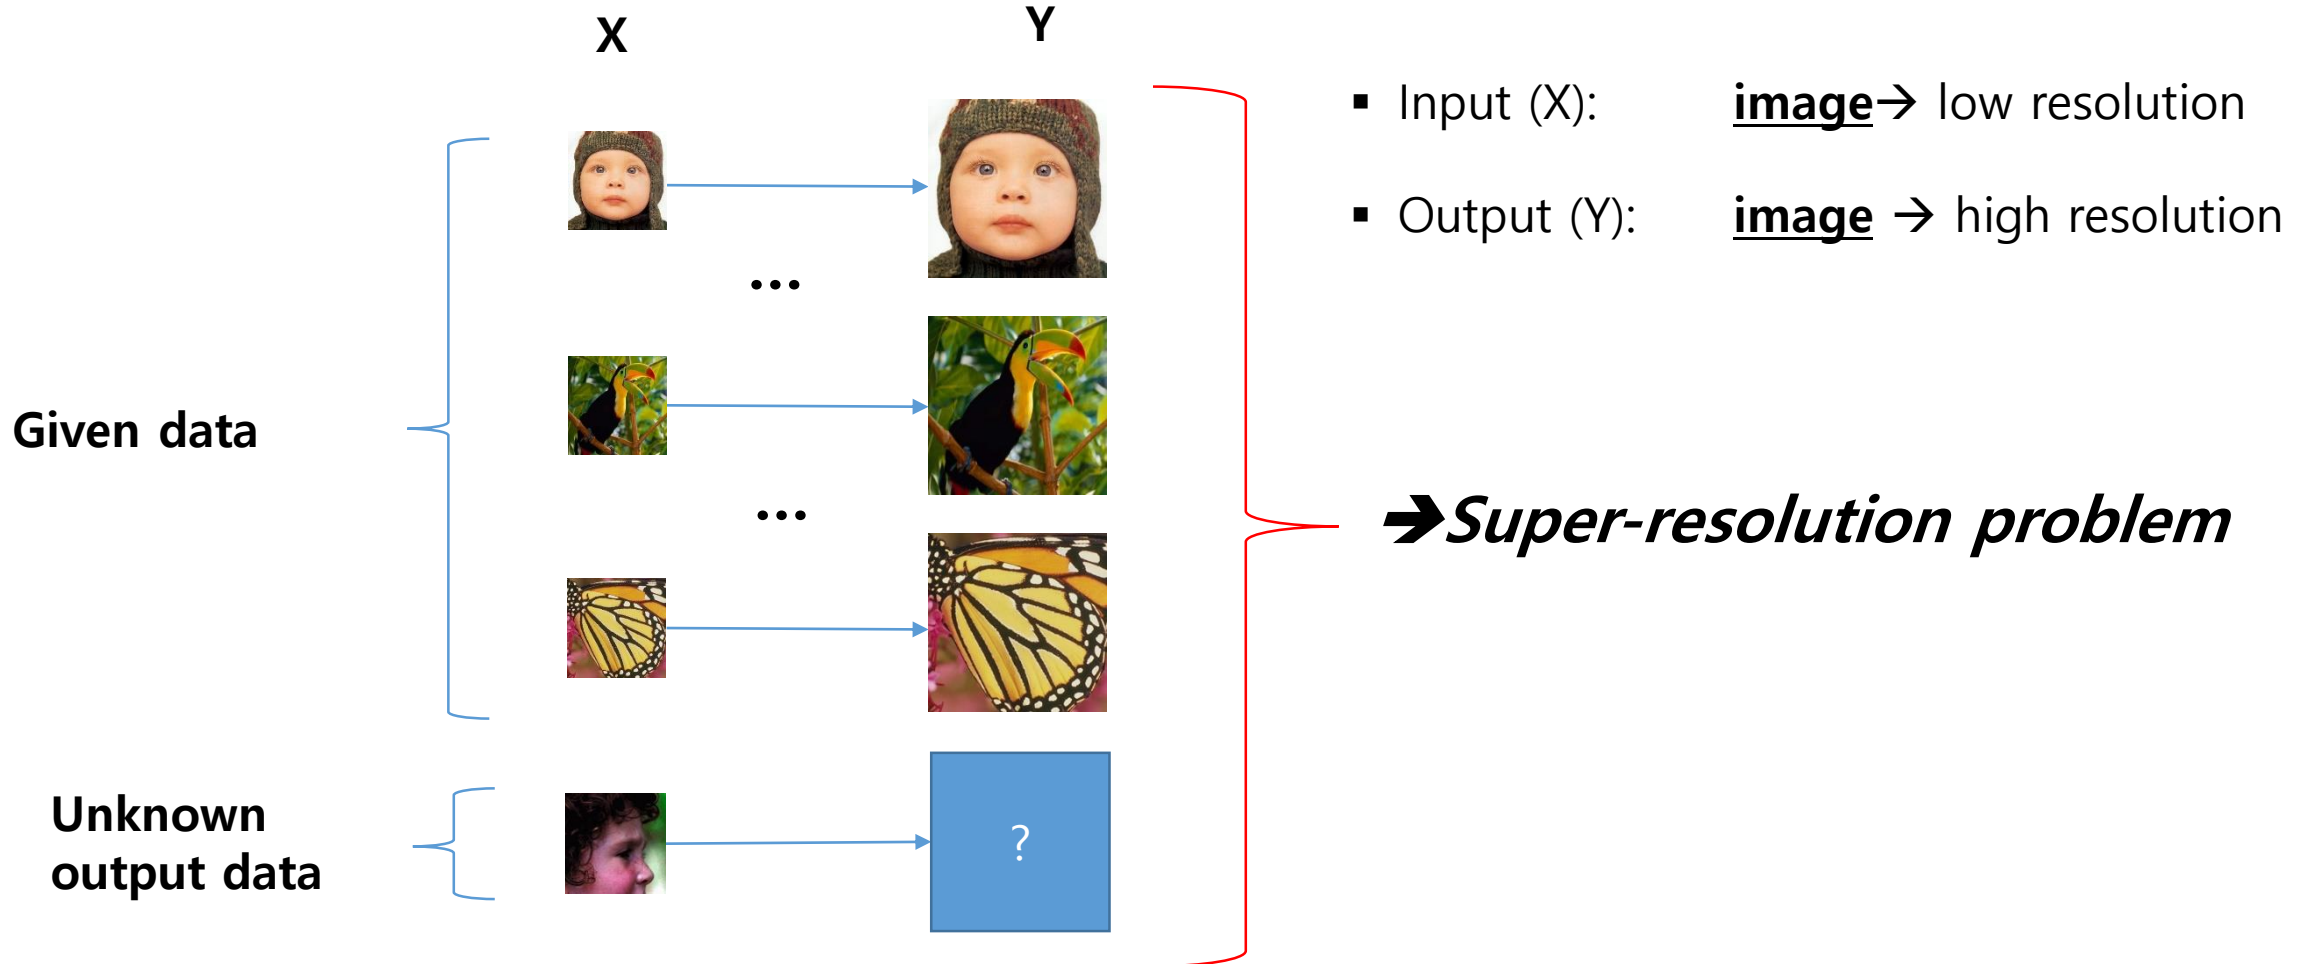 X
Y
▪ Input (X): image→ low resolution
▪ Output (Y): image → high resolution
...
Given data
...
➔Super-resolution problem
Unknown
output data
?